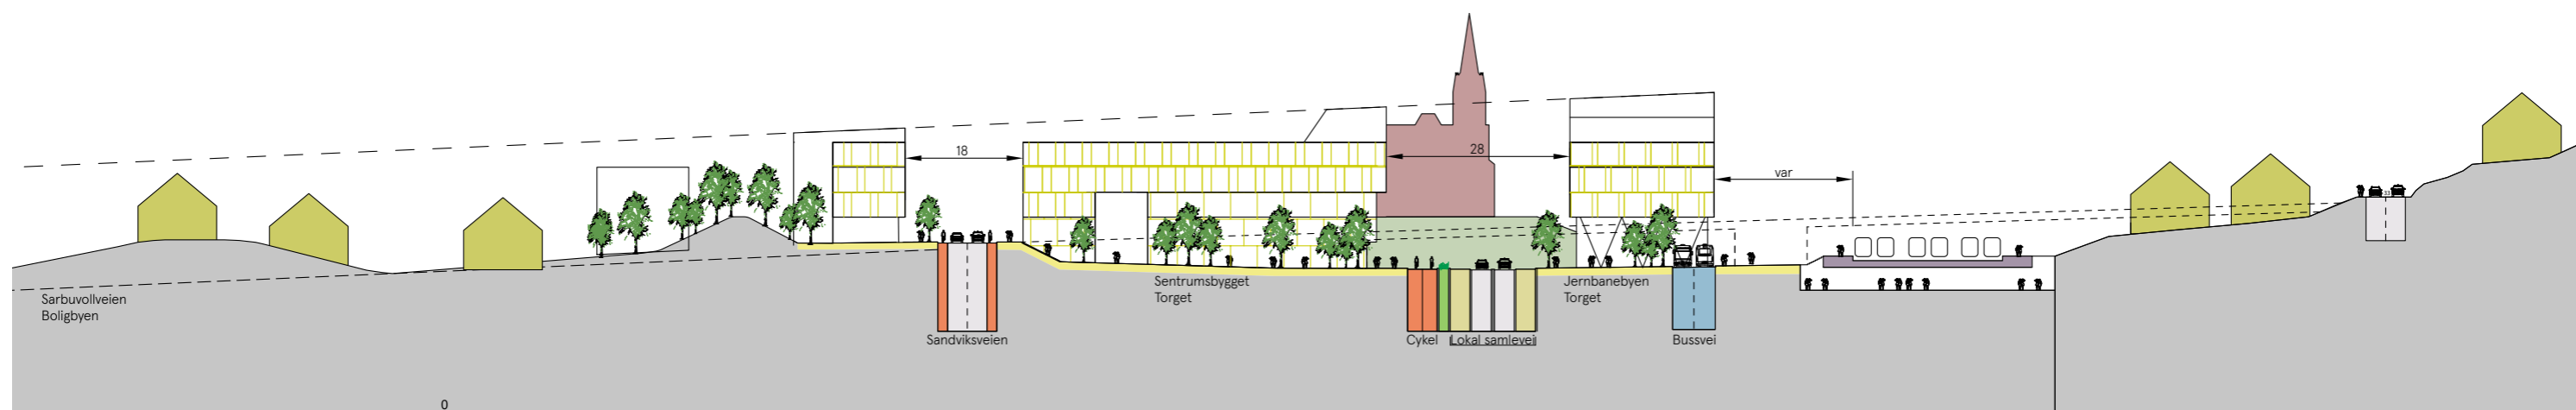 18
28
var
Sarbuvollveien
Boligbyen
Sentrumsbygget
Torget
Jernbanebyen
Torget
Sandviksveien
Cykel
Lokal samlevei
Bussvei
0